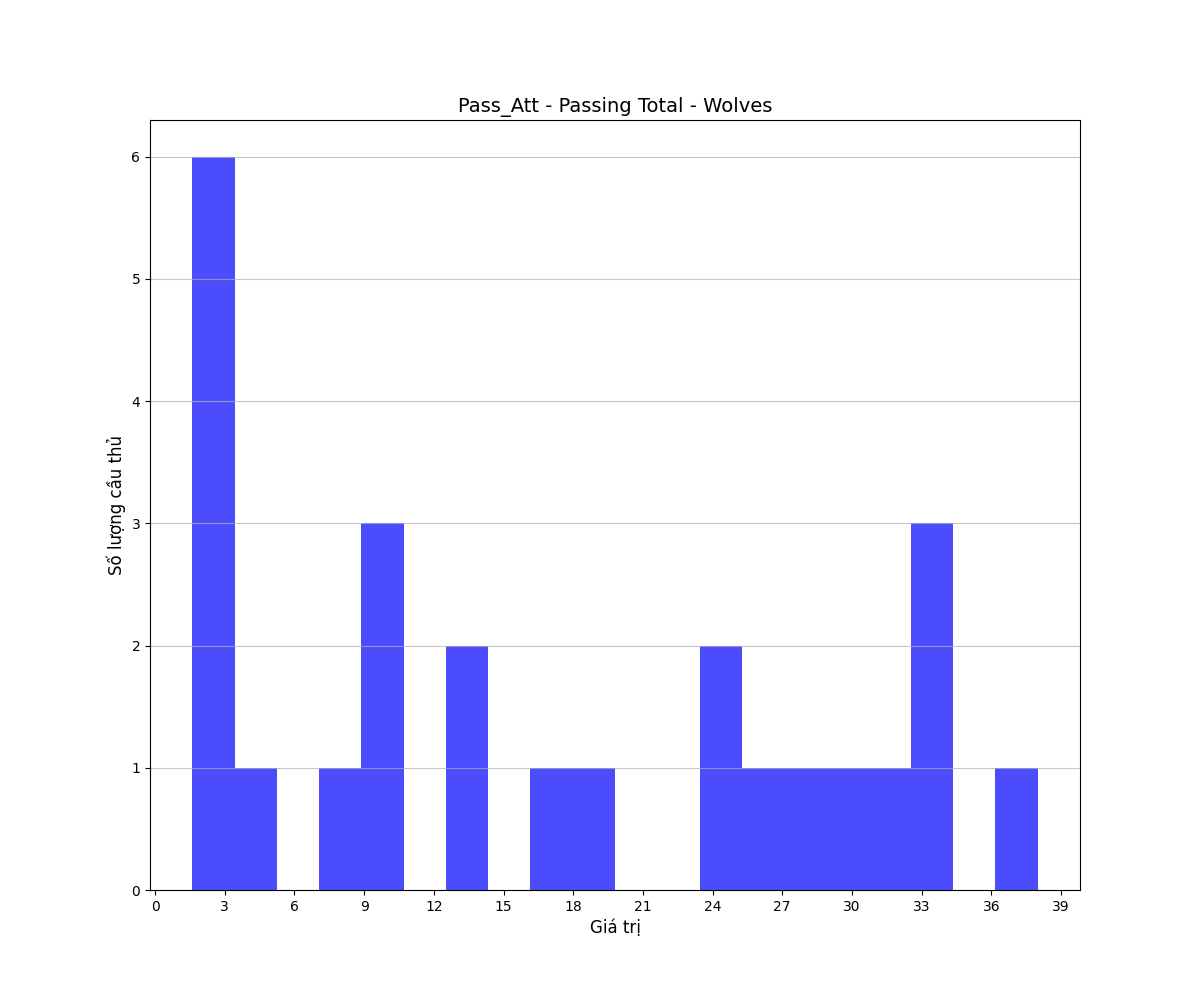 Pass_Att - Passing Total - Wolves
6
5
4
3
2
1
0
Số lượng cầu thủ
0 3 6 9 12 15 18 21 24 27 30 33 36 39
Giá trị